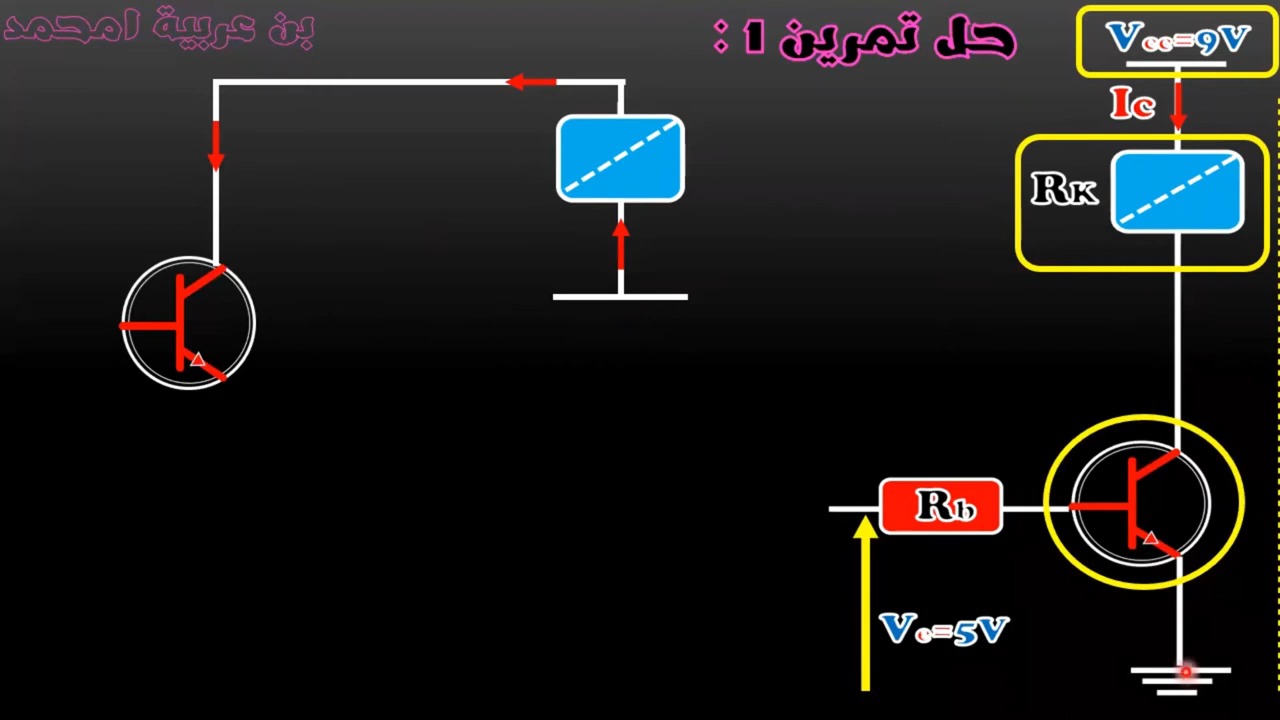 بن عربية امحمد
حل تمرين 1 :
Vcc=9V
Ic
RK
Rb
Ve=5V